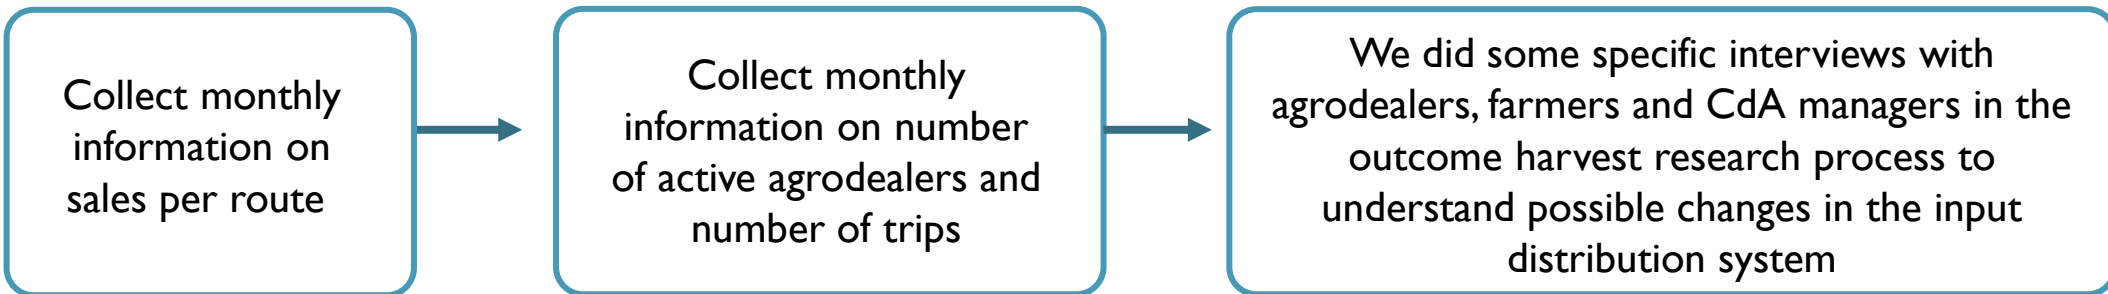 Collect monthly
information on
sales per route
Collect monthly
information on number
of active agrodealers and
number of trips
We did some specific interviews with
agrodealers, farmers and CdA managers in the
outcome harvest research process to
understand possible changes in the input
distribution system